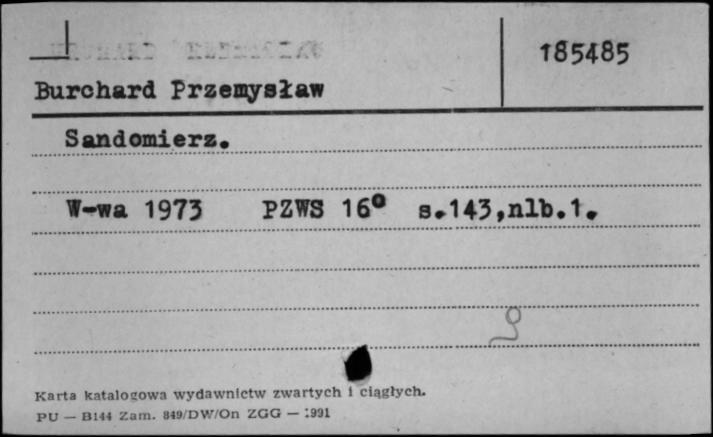 185485
Burchard Przemysław
Sandomierz.
W-wa 1973 PZWS 16º s.143,nlb.1.
Karta katalogowa wydawnictw zwartych i ciągłych.
PU — B144 Zam. 849/DW/On ZGG — 1991